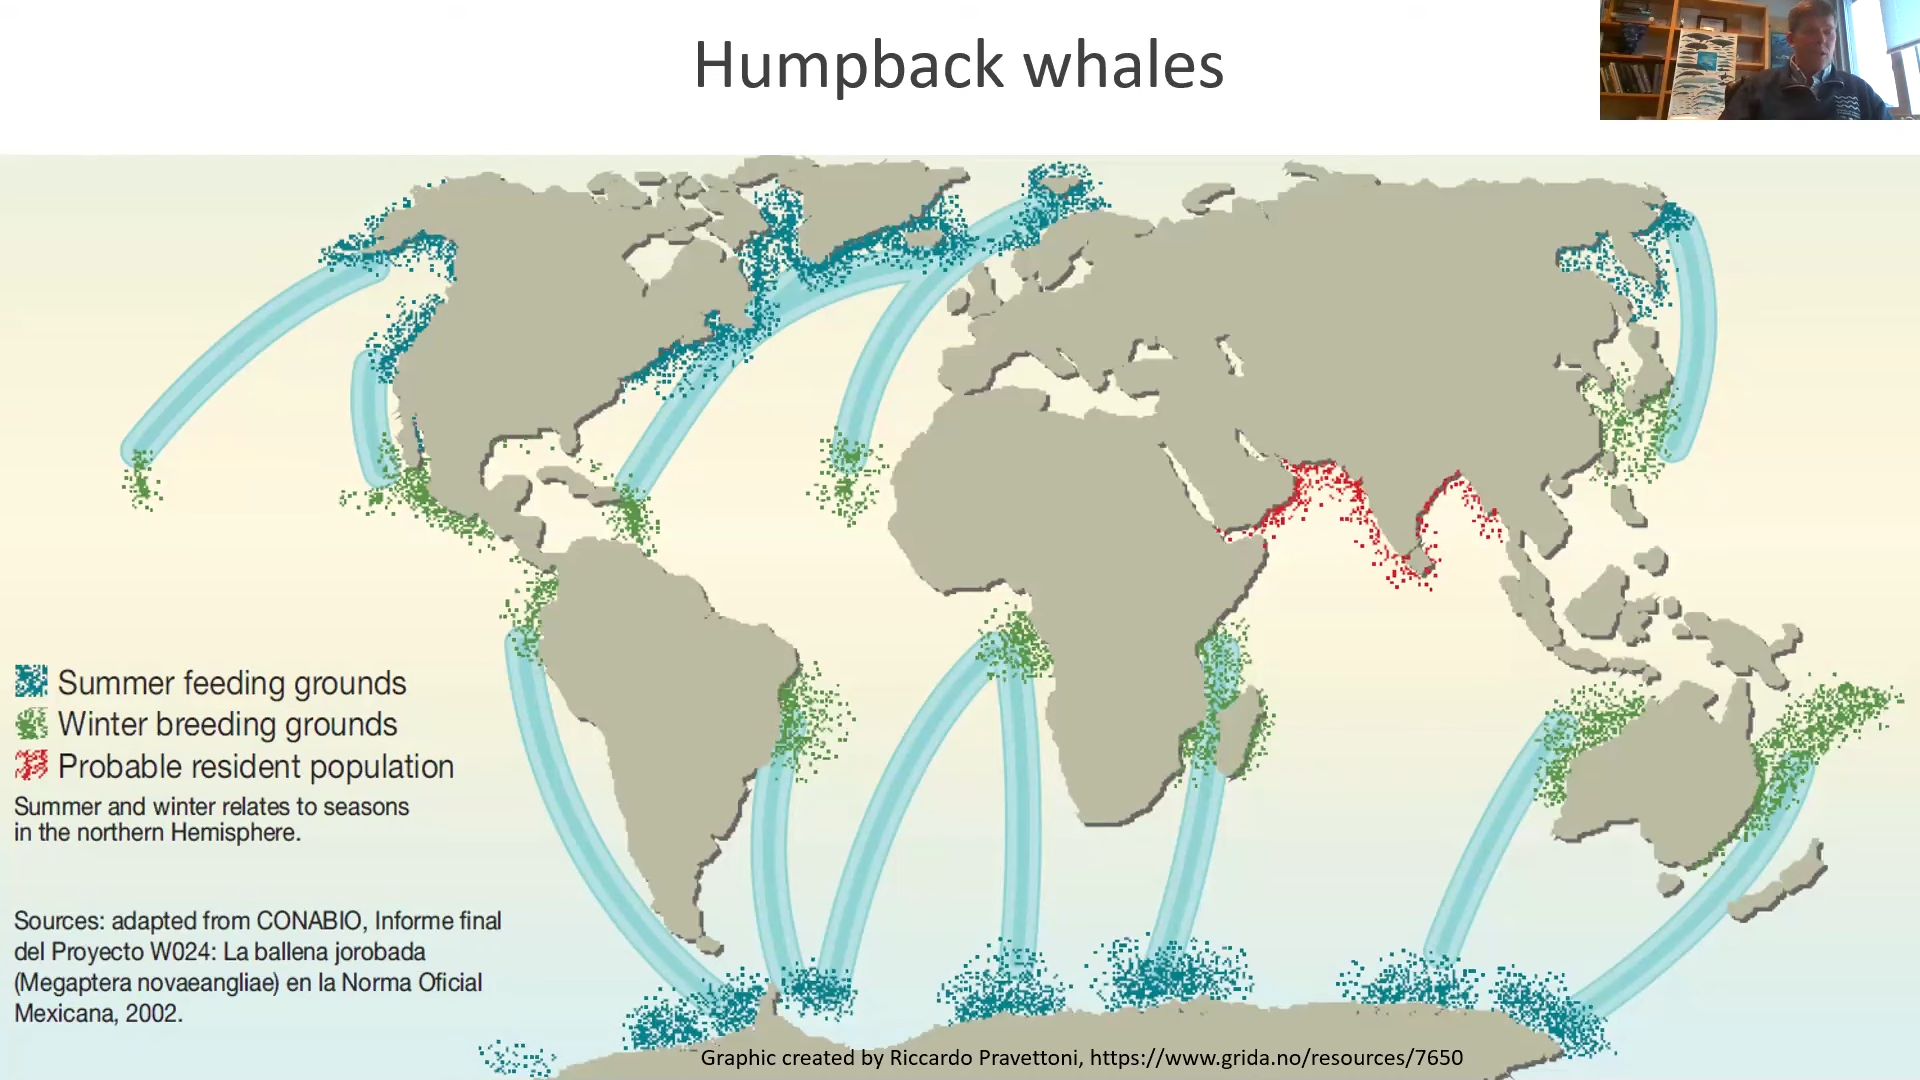 Humpback whales
Summer feeding grounds
Winter breeding grounds
Probable resident population
Summer and winter relates to seasons
in the northern Hemisphere.
Sources: adapted from CONABIO, Informe final
del Proyecto W024: La ballena jorobada
(Megaptera novaeangliae) en la Norma Oficial
Mexicana, 2002.
Graphic created by Riccardo Pravettoni, https://www.grida.no/resources/7650